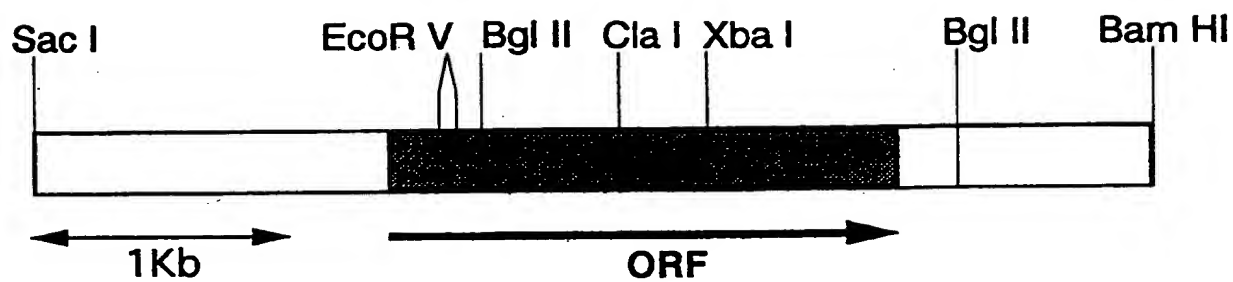 Sac I EcoR V Bgl II Cla I Xba I Bgl II Bam HI
1Kb ORF